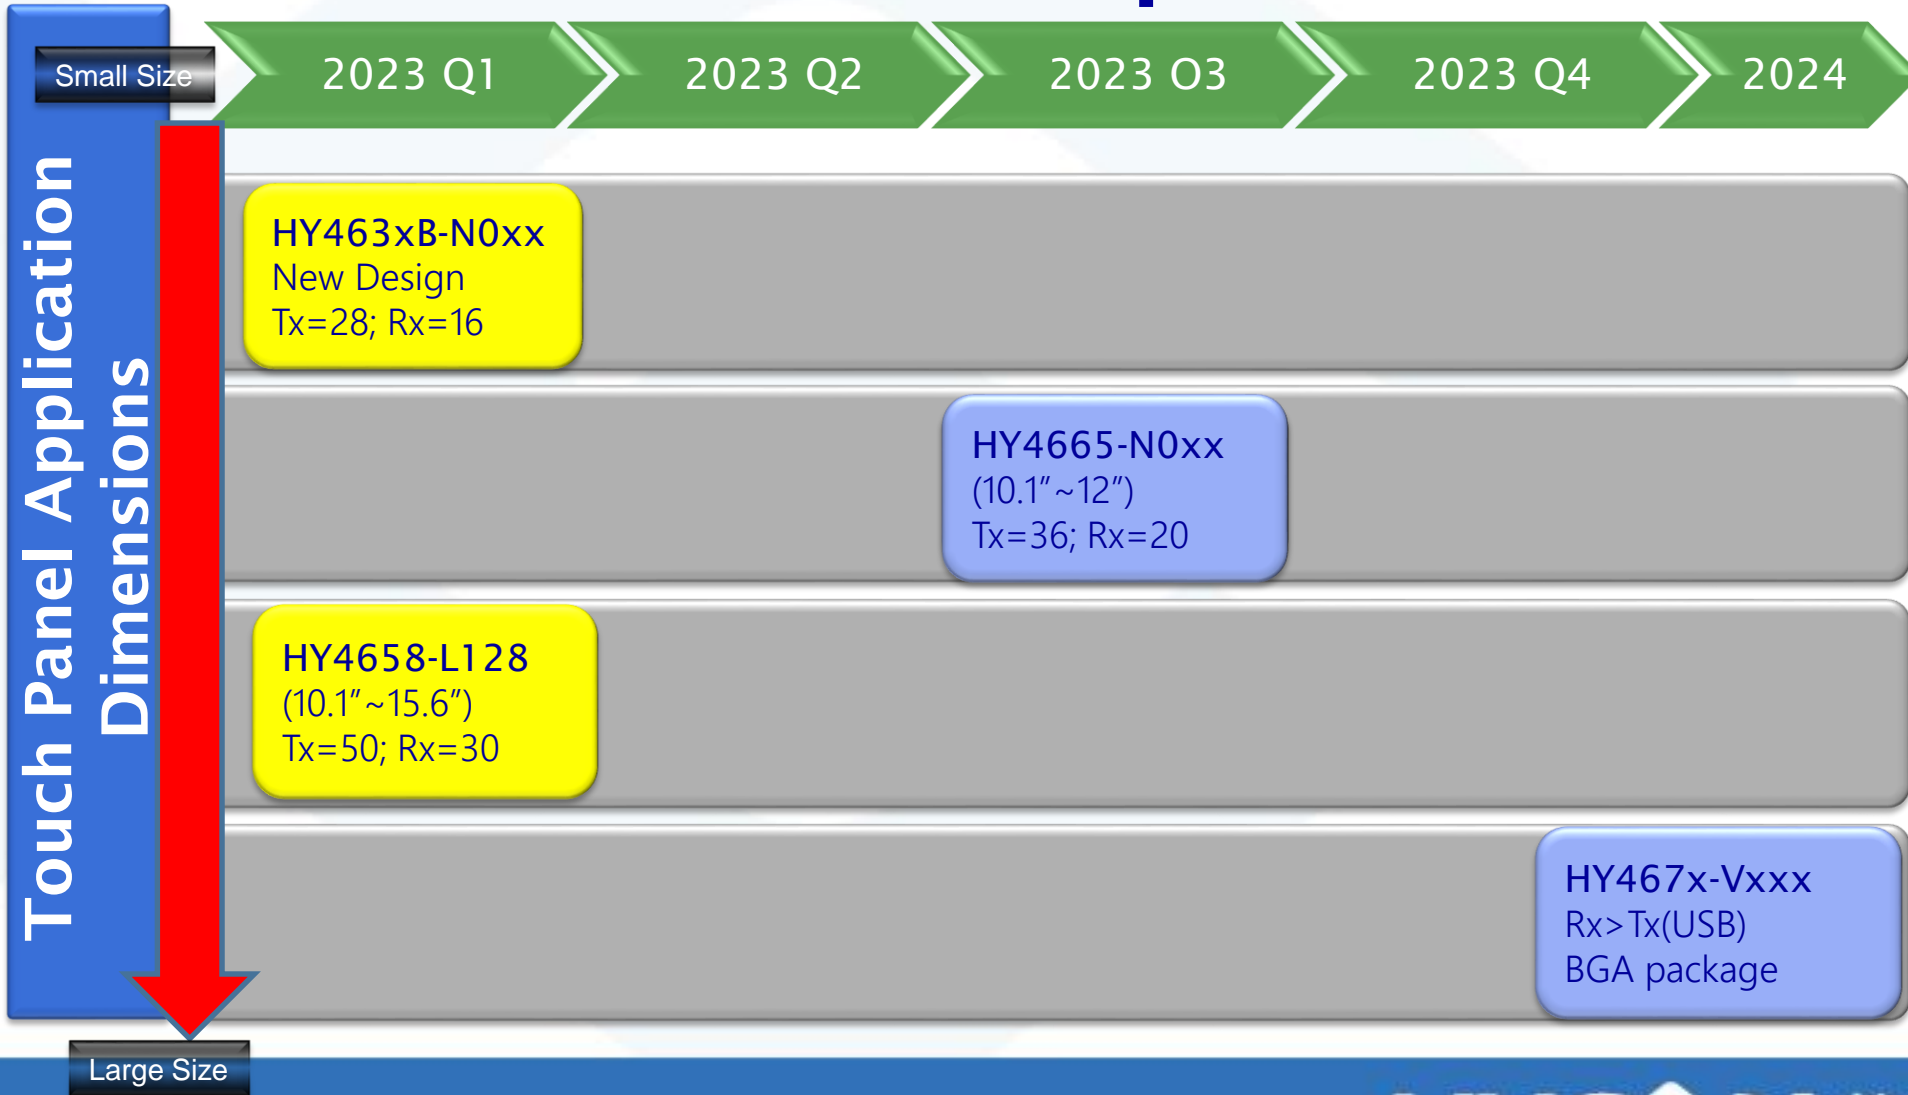 Small Size
2023 Q1
2023 Q2
2023 O3
2023 Q4
2024
Touch Panel Application
Dimensions
HY463xB-N0xx
New Design
Tx=28; Rx=16
HY4665-N0xx
(10.1”~12”)
Tx=36; Rx=20
HY4658-L128
(10.1”~15.6”)
Tx=50; Rx=30
HY467x-Vxxx
Rx>Tx(USB)
BGA package
Large Size